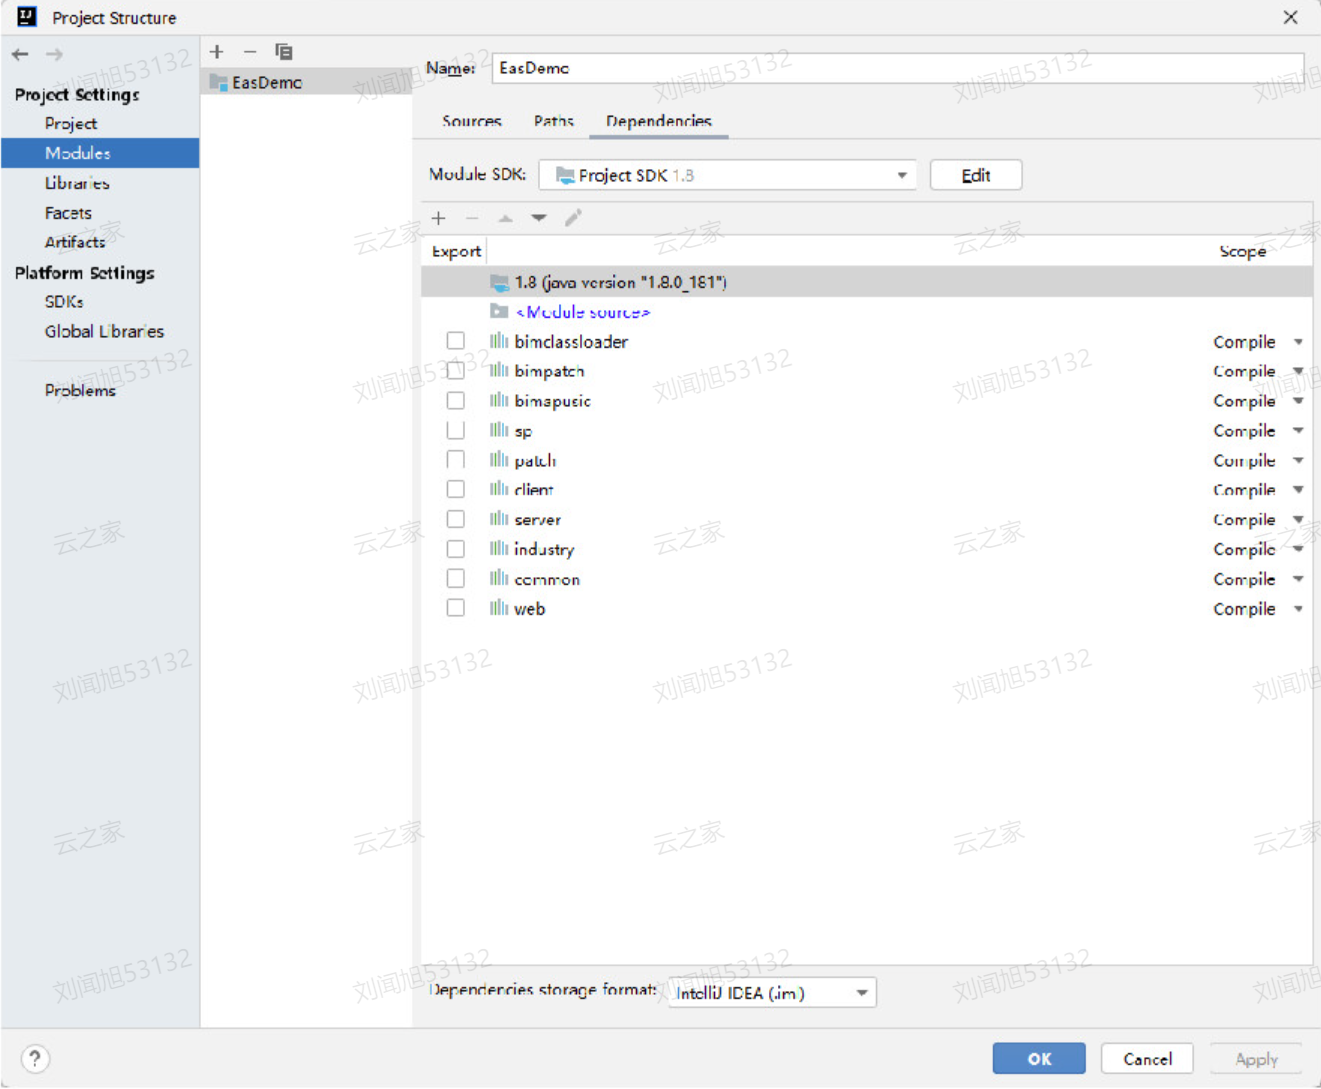 Project Structure
Project Settings
Project
Modules
Libraries
Facets
Artifacts
Platform Settings
SDKs
Global Libraries
Problems
EasDemo
Name: EasDemo
Sources Paths Dependencies
Module SDK: Project SDK 1.8 Edit
Export Scope
1.8 (java version "1.8.0_181")
<Module source>
bimclassloader Compile
bimpatch Compile
bimapusic Compile
sp Compile
patch Compile
client Compile
server Compile
industry Compile
common Compile
web Compile
Dependencies storage format: IntelliJ IDEA (.iml)
? OK Cancel Apply
刘闻旭53132
云之家